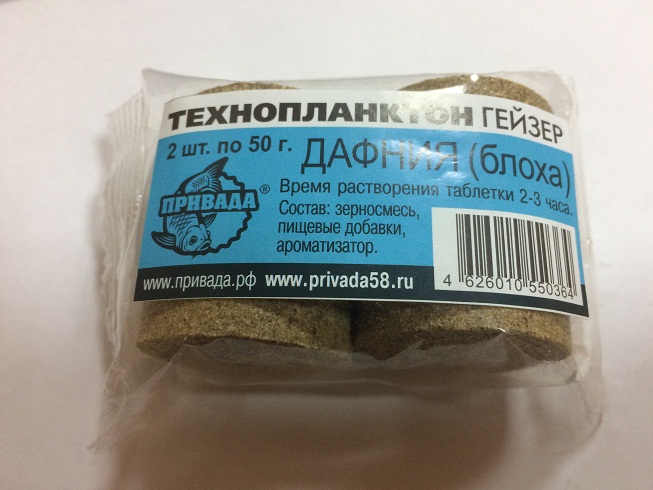 ТЕХНОПЛАНКТОН ГЕЙЗЕР
2 шт. по 50 г.
ДАФНИЯ (блоха)
ПРИВАДА®
Время растворения таблетки 2-3 часа.
Состав: зерносмесь,
пищевые добавки,
ароматизатор.
www.привада.рф www.privada58.ru
4 626010 550364